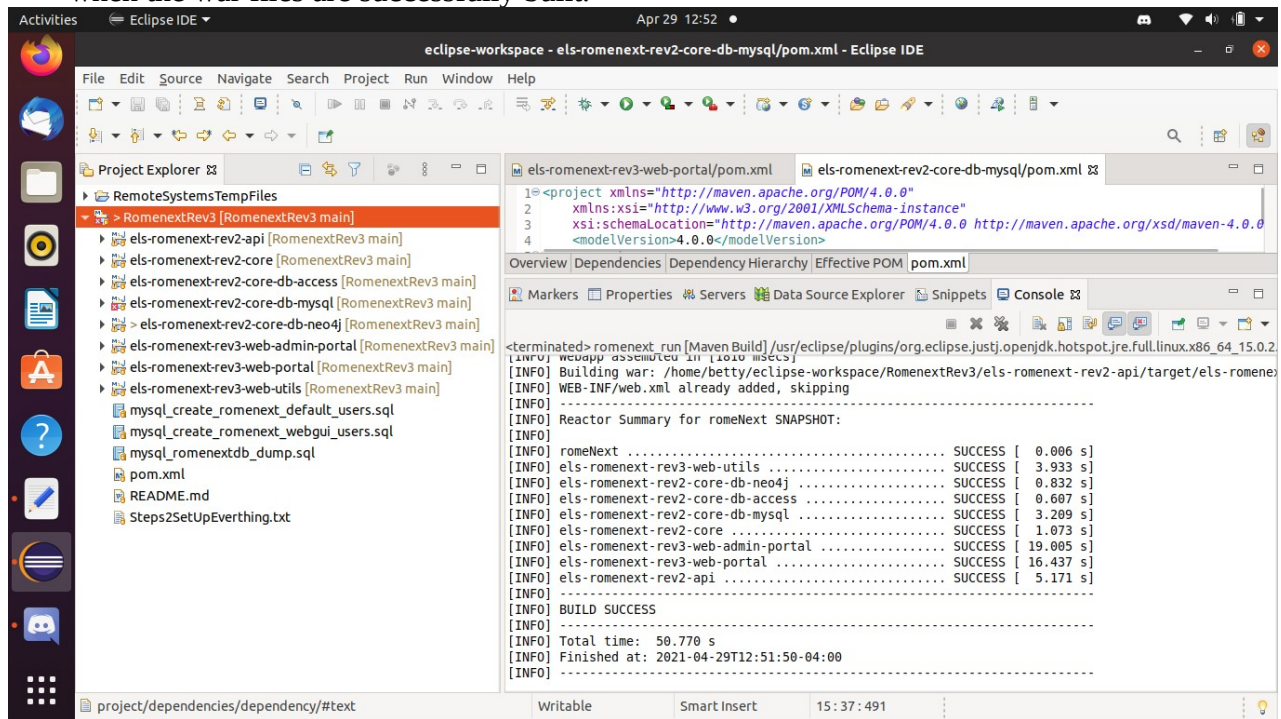 when the war files are successfully built.
Activities Eclipse IDE Apr 29 12:52
eclipse-workspace - els-romenext-rev2-core-db-mysql/pom.xml - Eclipse IDE
File Edit Source Navigate Search Project Run Window Help
Project Explorer
RemoteSystemsTempFiles
> RomenextRev3 [RomenextRev3 main]
els-romenext-rev2-api [RomenextRev3 main]
els-romenext-rev2-core [RomenextRev3 main]
els-romenext-rev2-core-db-access [RomenextRev3 main]
els-romenext-rev2-core-db-mysql [RomenextRev3 main]
> els-romenext-rev2-core-db-neo4j [RomenextRev3 main]
els-romenext-rev3-web-admin-portal [RomenextRev3 main]
els-romenext-rev3-web-portal [RomenextRev3 main]
els-romenext-rev3-web-utils [RomenextRev3 main]
mysql_create_romenext_default_users.sql
mysql_create_romenext_webgui_users.sql
mysql_romenextdb_dump.sql
pom.xml
README.md
Steps2SetUpEverthing.txt
els-romenext-rev3-web-portal/pom.xml els-romenext-rev2-core-db-mysql/pom.xml
1 <project xmlns="http://maven.apache.org/POM/4.0.0"
2 xmlns:xsi="http://www.w3.org/2001/XMLSchema-instance"
3 xsi:schemaLocation="http://maven.apache.org/POM/4.0.0 http://maven.apache.org/xsd/maven-4.0.0
4 <modelVersion>4.0.0</modelVersion>
Overview Dependencies Dependency Hierarchy Effective POM pom.xml
Markers Properties Servers Data Source Explorer Snippets Console
<terminated> romenext_run [Maven Build] /usr/eclipse/plugins/org.eclipse.justj.openjdk.hotspot.jre.full.linux.x86_64_15.0.2.
[INFO] Webapp assembled in [1816 msecs]
[INFO] Building war: /home/betty/eclipse-workspace/RomenextRev3/els-romenext-rev2-api/target/els-romenex
[INFO] WEB-INF/web.xml already added, skipping
[INFO] ------------------------------------------------------------------------
[INFO] Reactor Summary for romeNext SNAPSHOT:
[INFO]
[INFO] romeNext ........................................... SUCCESS [ 0.006 s]
[INFO] els-romenext-rev3-web-utils ........................ SUCCESS [ 3.933 s]
[INFO] els-romenext-rev2-core-db-neo4j .................... SUCCESS [ 0.832 s]
[INFO] els-romenext-rev2-core-db-access ................... SUCCESS [ 0.607 s]
[INFO] els-romenext-rev2-core-db-mysql .................... SUCCESS [ 3.209 s]
[INFO] els-romenext-rev2-core ............................. SUCCESS [ 1.073 s]
[INFO] els-romenext-rev3-web-admin-portal ................. SUCCESS [ 19.005 s]
[INFO] els-romenext-rev3-web-portal ....................... SUCCESS [ 16.437 s]
[INFO] els-romenext-rev2-api .............................. SUCCESS [ 5.171 s]
[INFO] ------------------------------------------------------------------------
[INFO] BUILD SUCCESS
[INFO] ------------------------------------------------------------------------
[INFO] Total time: 50.770 s
[INFO] Finished at: 2021-04-29T12:51:50-04:00
[INFO] ------------------------------------------------------------------------
project/dependencies/dependency/#text Writable Smart Insert 15 : 37 : 491